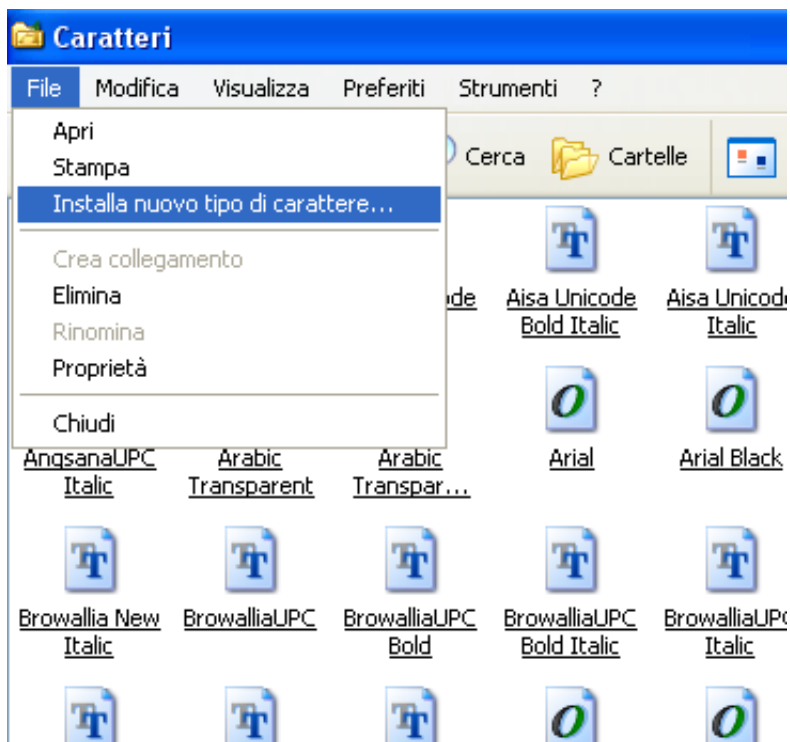 Caratteri
File Modifica Visualizza Preferiti Strumenti ?
Apri
Stampa
Installa nuovo tipo di carattere...
Crea collegamento
Elimina
Rinomina
Proprietà
Chiudi
Cerca Cartelle
Aisa Unicode
Bold Italic
Aisa Unicode
Italic
AngsanaUPC
Italic
Arabic
Transparent
Arabic
Transpar...
Arial
Arial Black
Browallia New
Italic
BrowalliaUPC
BrowalliaUPC
Bold
BrowalliaUPC
Bold Italic
BrowalliaUPC
Italic